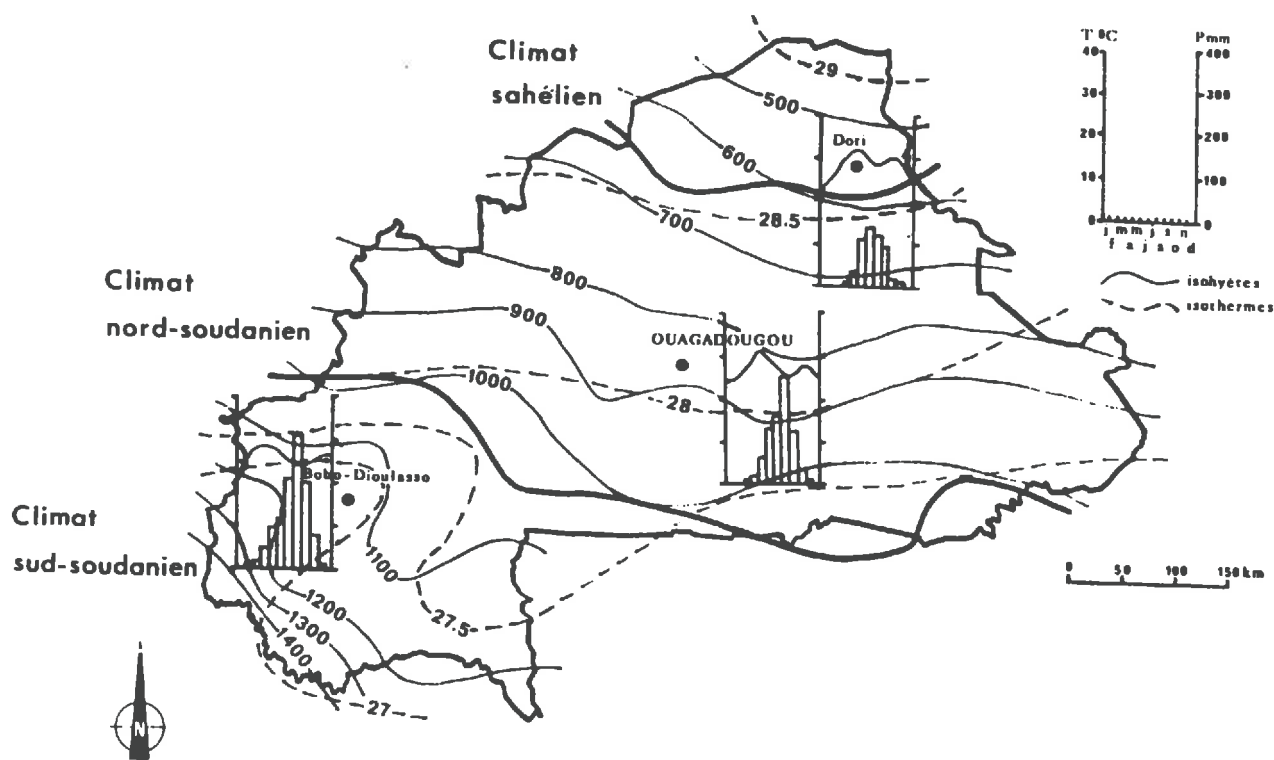 Climat
sahélien
Climat
nord-soudanien
Climat
sud-soudanien
29
500
600
Dori
700
28.5
800
900
OUAGADOUGOU
1000
28
Bobo-Dioulasso
1100
1200
1300
1400
27.5
27
T °C
Pmm
40
400
30
300
20
200
10
100
0
0
j m m j s n
f a j a o d
isohyètes
isothermes
0 50 100 150 km
N